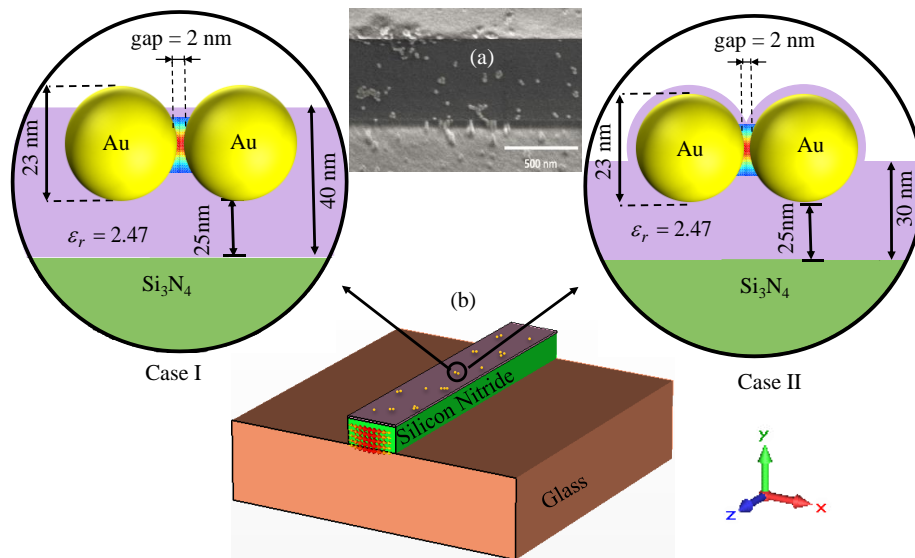 gap = 2 nm
23 nm
Au
Au
40 nm
25nm
εᵣ = 2.47
Si₃N₄
Case I
(a)
500 nm
gap = 2 nm
23 nm
Au
Au
30 nm
25nm
εᵣ = 2.47
Si₃N₄
Case II
(b)
Silicon Nitride
Glass
Y
Z
X